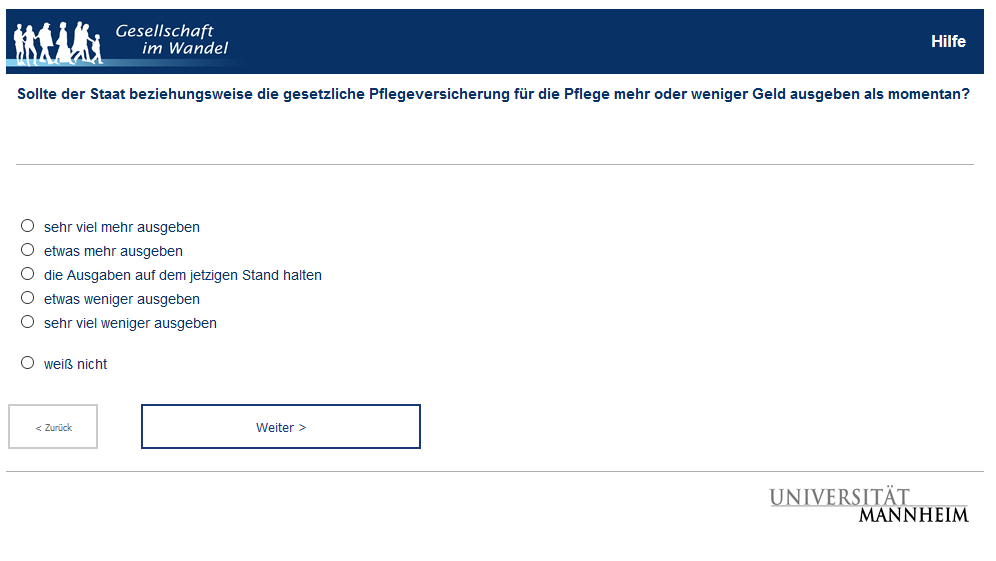 Gesellschaft
im Wandel
Hilfe
Sollte der Staat beziehungsweise die gesetzliche Pflegeversicherung für die Pflege mehr oder weniger Geld ausgeben als momentan?
sehr viel mehr ausgeben
etwas mehr ausgeben
die Ausgaben auf dem jetzigen Stand halten
etwas weniger ausgeben
sehr viel weniger ausgeben
weiß nicht
< Zurück
Weiter >
UNIVERSITÄT
MANNHEIM